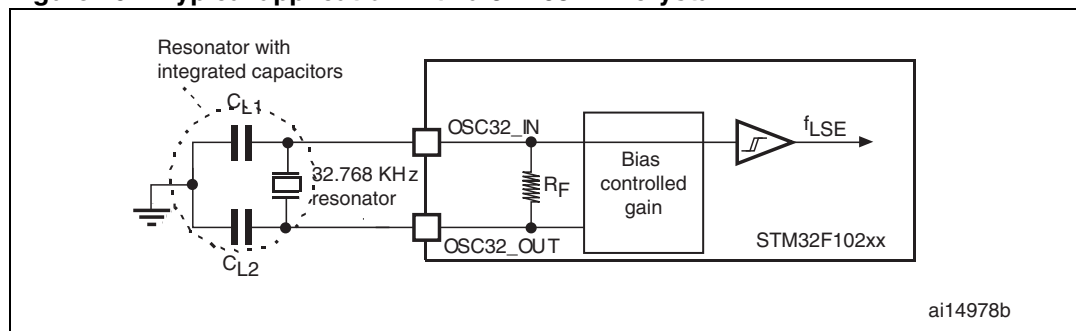 Resonator with
integrated capacitors
CL1
OSC32_IN
fLSE
32.768 KHz
resonator
RF
Bias
controlled
gain
OSC32_OUT
STM32F102xx
CL2
ai14978b